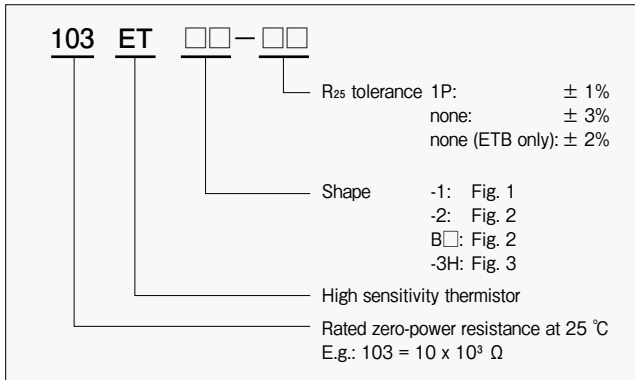 103 ET □□-□□
R₂₅ tolerance 1P: ± 1%
none: ± 3%
none (ETB only): ± 2%
Shape -1: Fig. 1
-2: Fig. 2
B□: Fig. 2
-3H: Fig. 3
High sensitivity thermistor
Rated zero-power resistance at 25 ℃
E.g.: 103 = 10 x 10³ Ω